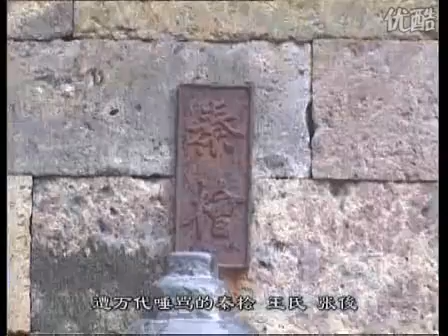 优酷
秦
桧
遭万代唾骂的秦桧 王氏 张俊